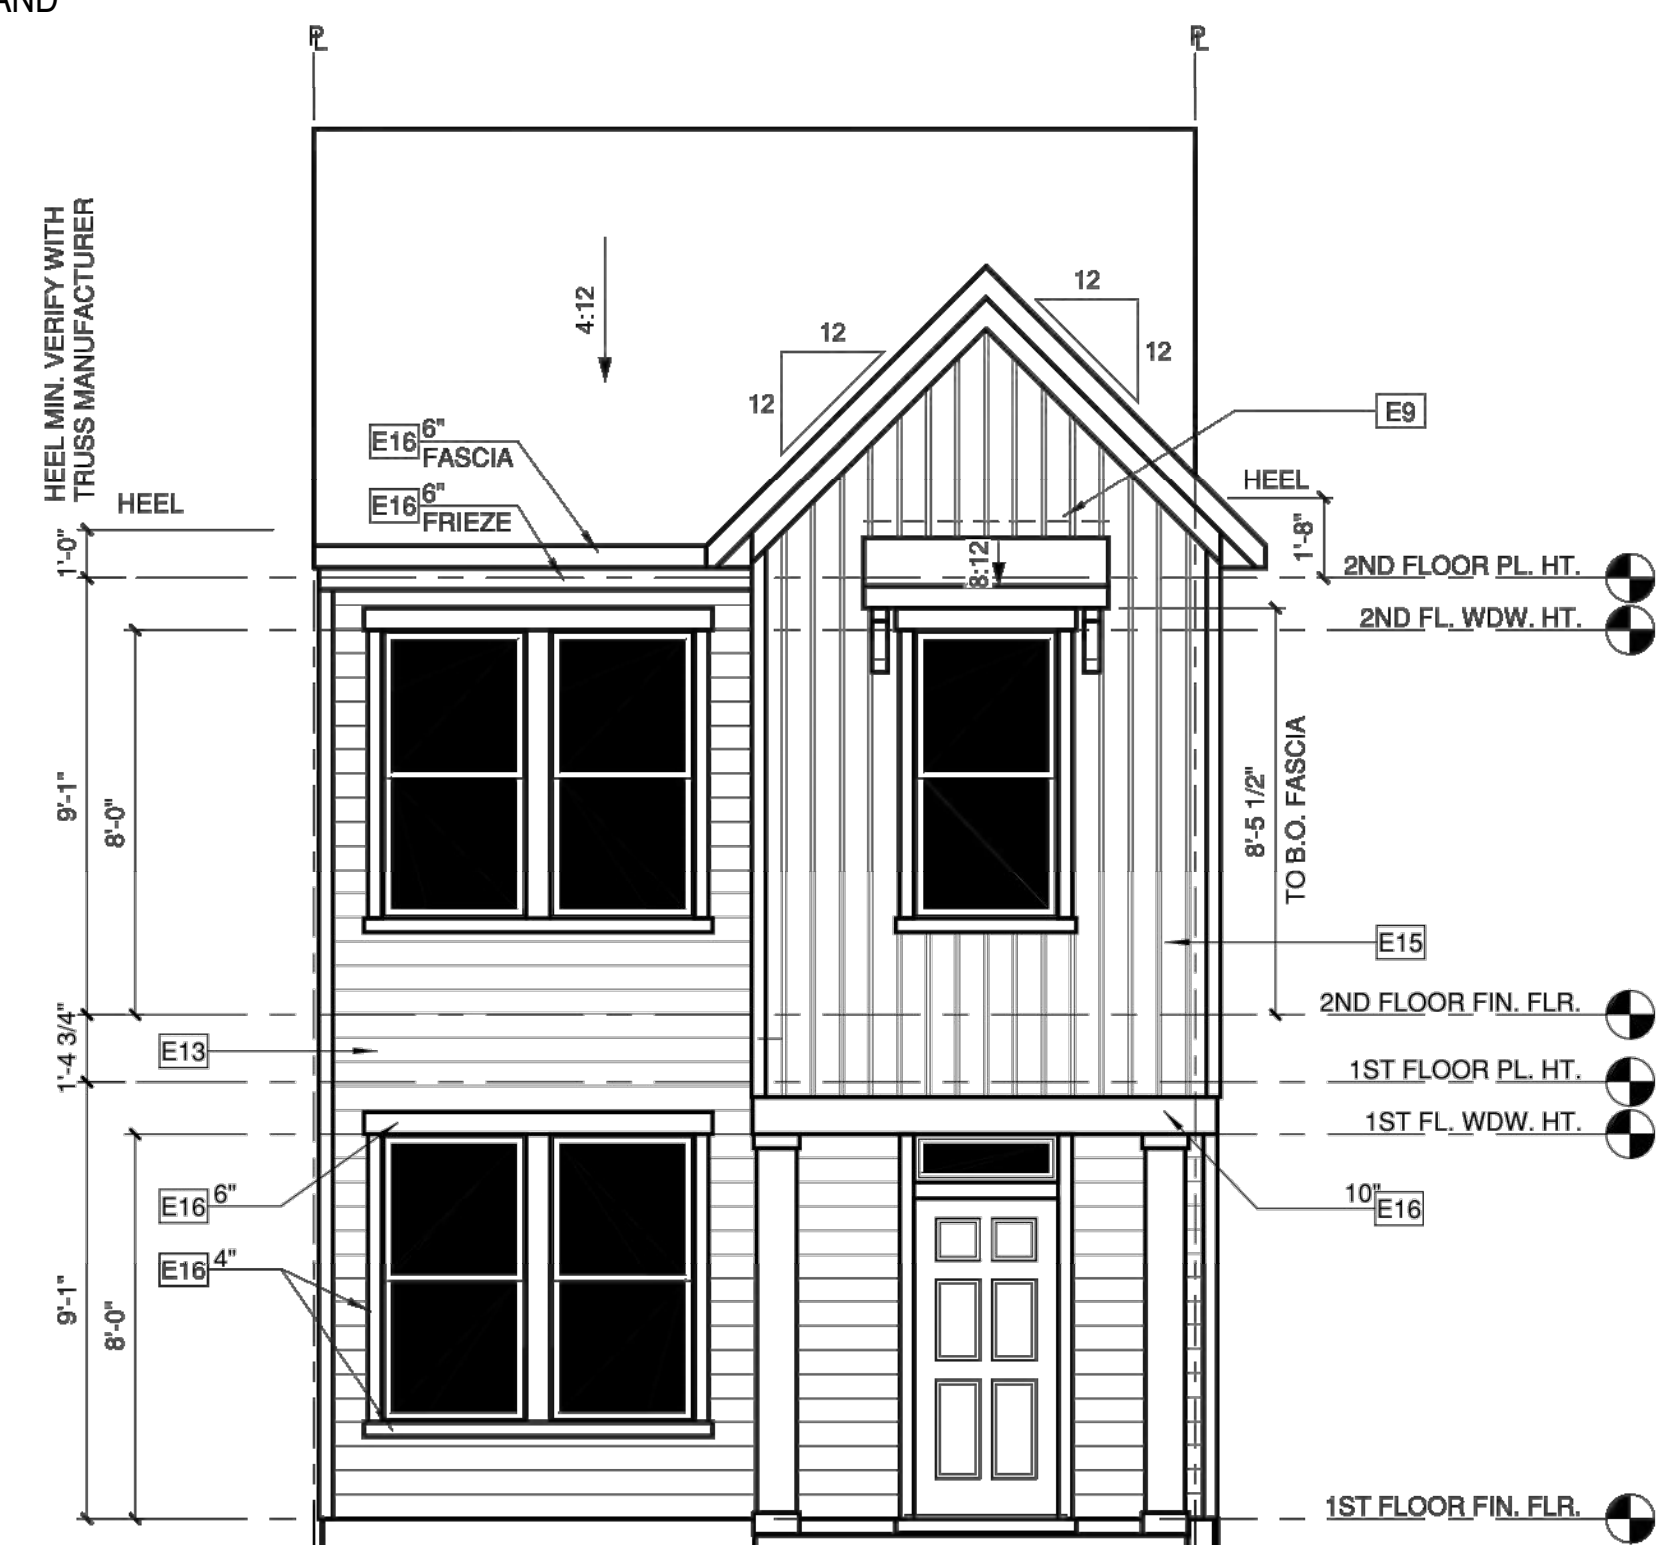 AND
PL
PL
HEEL MIN. VERIFY WITH
TRUSS MANUFACTURER
4:12
12
12
12
12
E9
E16 6"
FASCIA
E16 6"
FRIEZE
HEEL
HEEL
1'-0"
1'-8"
8:12
2ND FLOOR PL. HT.
2ND FL. WDW. HT.
9'-1"
8'-0"
8'-5 1/2"
TO B.O. FASCIA
E15
2ND FLOOR FIN. FLR.
1'-4 3/4"
E13
1ST FLOOR PL. HT.
1ST FL. WDW. HT.
E16 6"
10" E16
E16 4"
9'-1"
8'-0"
1ST FLOOR FIN. FLR.